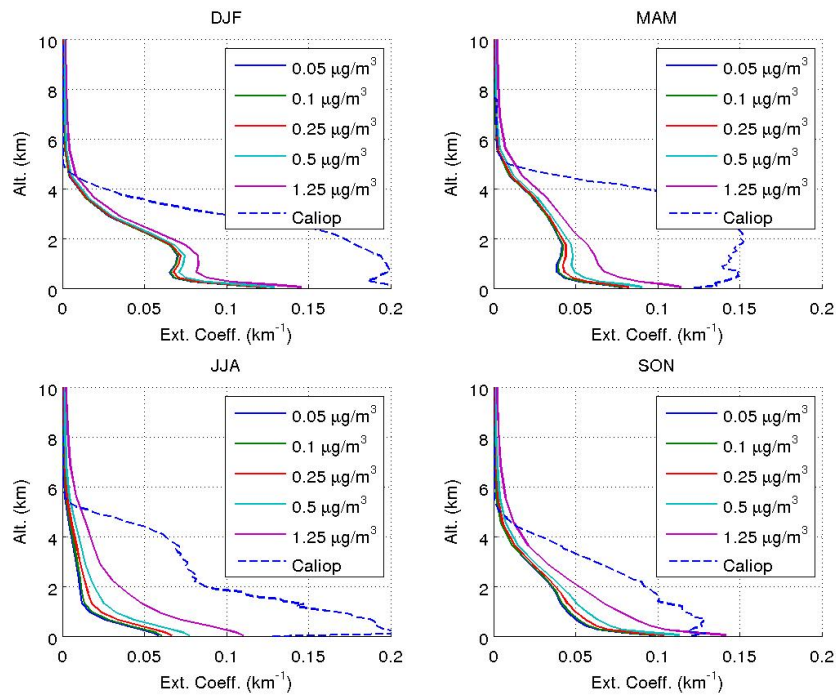 DJF
10
8
6
4
2
0
Alt. (km)
0.05 μg/m³
0.1 μg/m³
0.25 μg/m³
0.5 μg/m³
1.25 μg/m³
Caliop
0 0.05 0.1 0.15 0.2
Ext. Coeff. (km⁻¹)
MAM
10
8
6
4
2
0
Alt. (km)
0.05 μg/m³
0.1 μg/m³
0.25 μg/m³
0.5 μg/m³
1.25 μg/m³
Caliop
0 0.05 0.1 0.15 0.2
Ext. Coeff. (km⁻¹)
JJA
10
8
6
4
2
0
Alt. (km)
0.05 μg/m³
0.1 μg/m³
0.25 μg/m³
0.5 μg/m³
1.25 μg/m³
Caliop
0 0.05 0.1 0.15 0.2
Ext. Coeff. (km⁻¹)
SON
10
8
6
4
2
0
Alt. (km)
0.05 μg/m³
0.1 μg/m³
0.25 μg/m³
0.5 μg/m³
1.25 μg/m³
Caliop
0 0.05 0.1 0.15 0.2
Ext. Coeff. (km⁻¹)